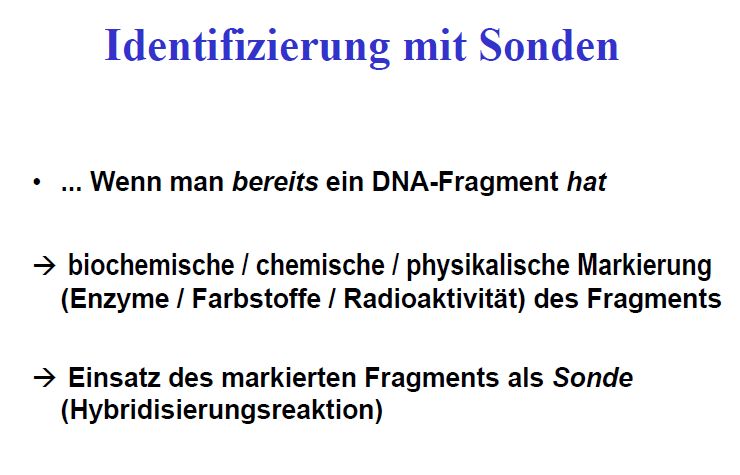 Identifizierung mit Sonden
• ... Wenn man bereits ein DNA-Fragment hat
→ biochemische / chemische / physikalische Markierung
(Enzyme / Farbstoffe / Radioaktivität) des Fragments
→ Einsatz des markierten Fragments als Sonde
(Hybridisierungsreaktion)